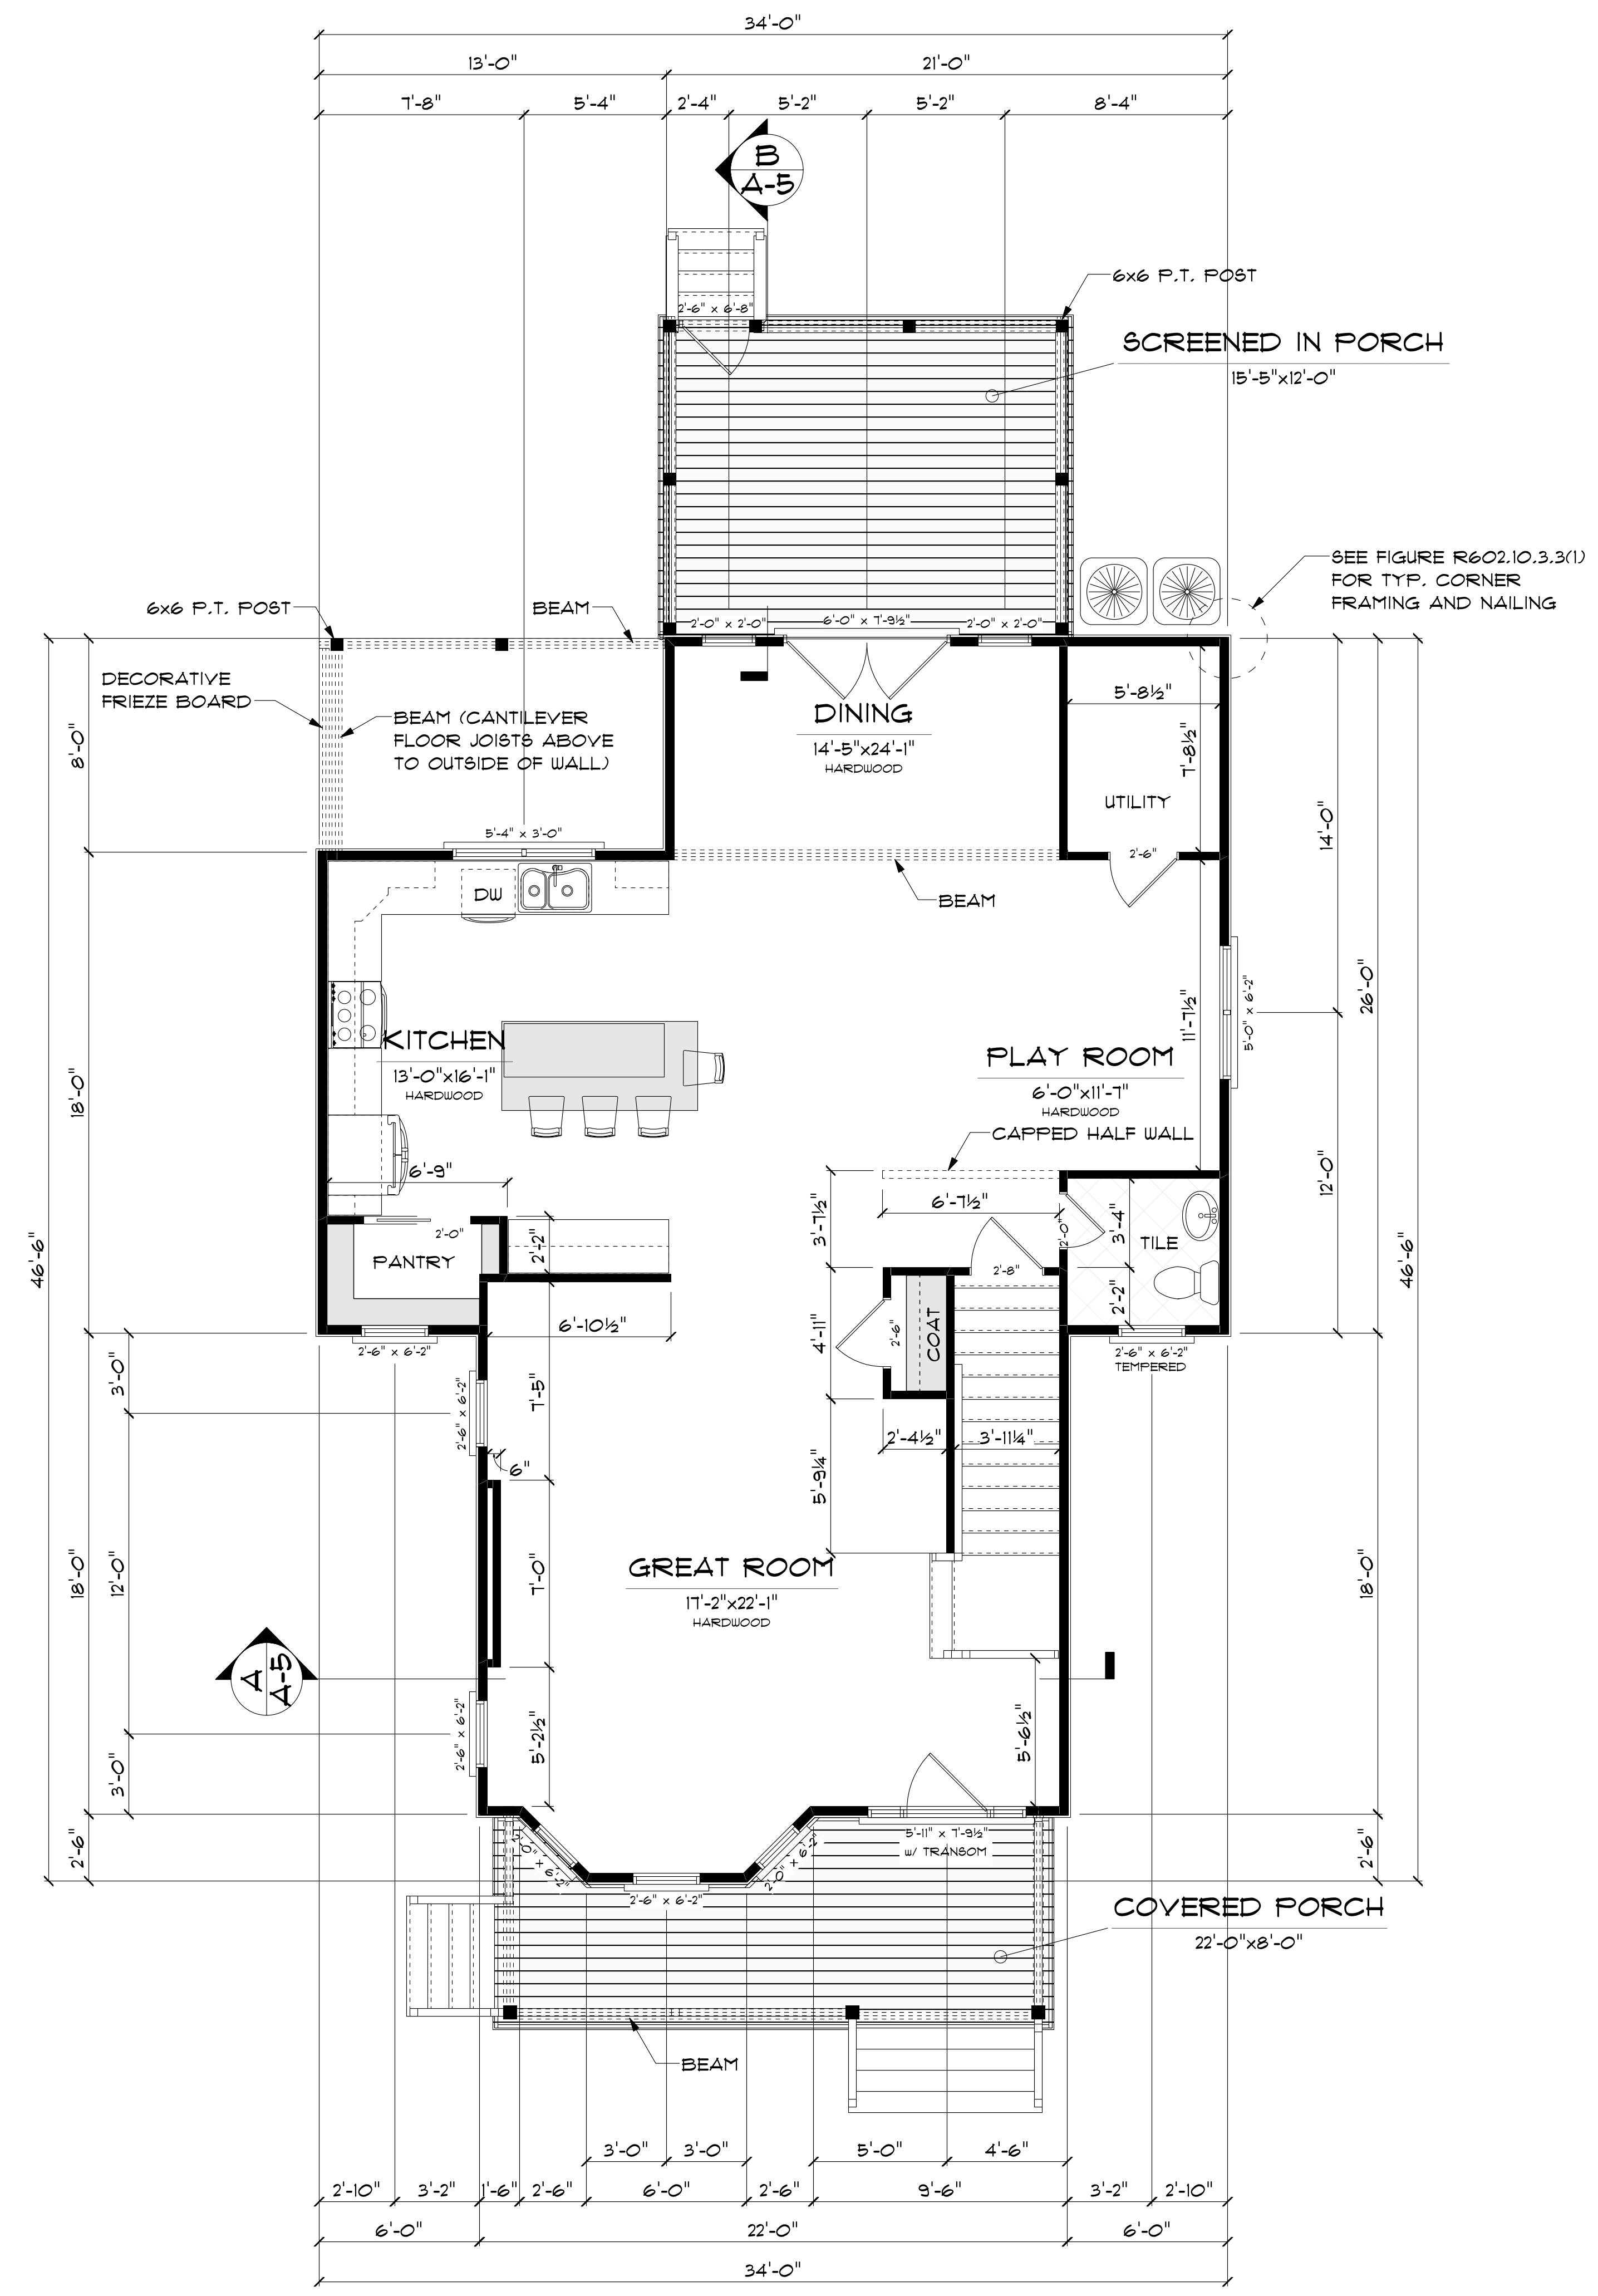 34'-0"
13'-0"
21'-0"
7'-8"
5'-4"
2'-4"
5'-2"
5'-2"
8'-4"
B
A-5
2'-6" x 6'-8"
6x6 P.T. POST
SCREENED IN PORCH
15'-5"x12'-0"
SEE FIGURE R602.10.3.3(1)
FOR TYP. CORNER
FRAMING AND NAILING
6x6 P.T. POST
BEAM
2'-0" x 2'-0"
6'-0" x 7'-9½"
2'-0" x 2'-0"
DECORATIVE
FRIEZE BOARD
BEAM (CANTILEVER
FLOOR JOISTS ABOVE
TO OUTSIDE OF WALL)
8'-0"
DINING
14'-5"x24'-1"
HARDWOOD
5'-8½"
7'-8½"
UTILITY
14'-0"
5'-4" x 3'-0"
2'-6"
DW
BEAM
18'-0"
KITCHEN
13'-0"x16'-1"
HARDWOOD
11'-7½"
5'-0" x 6'-2"
26'-0"
PLAY ROOM
6'-0"x11'-7"
HARDWOOD
CAPPED HALF WALL
6'-9"
6'-7½"
3'-7½"
12'-0"
2'-0"
3'-4"
TILE
2'-0"
2'-2"
PANTRY
2'-8"
2'-2"
46'-6"
46'-6"
6'-10½"
4'-11"
2'-6"
COAT
2'-6" x 6'-2"
2'-6" x 6'-2"
TEMPERED
3'-0"
2'-6" x 6'-2"
7'-5"
6"
2'-4½"
3'-11¼"
5'-9¼"
18'-0"
12'-0"
7'-0"
GREAT ROOM
17'-2"x22'-1"
HARDWOOD
18'-0"
A
A-5
2'-6" x 6'-2"
5'-2½"
5'-6½"
3'-0"
2'-6"
2'-0" x 6'-2"
2'-0" x 6'-2"
2'-6" x 6'-2"
5'-11" x 7'-9½"
W/ TRANSOM
2'-6"
COVERED PORCH
22'-0"x8'-0"
BEAM
3'-0"
3'-0"
5'-0"
4'-6"
2'-10"
3'-2"
1'-6"
2'-6"
6'-0"
2'-6"
9'-6"
3'-2"
2'-10"
6'-0"
22'-0"
6'-0"
34'-0"